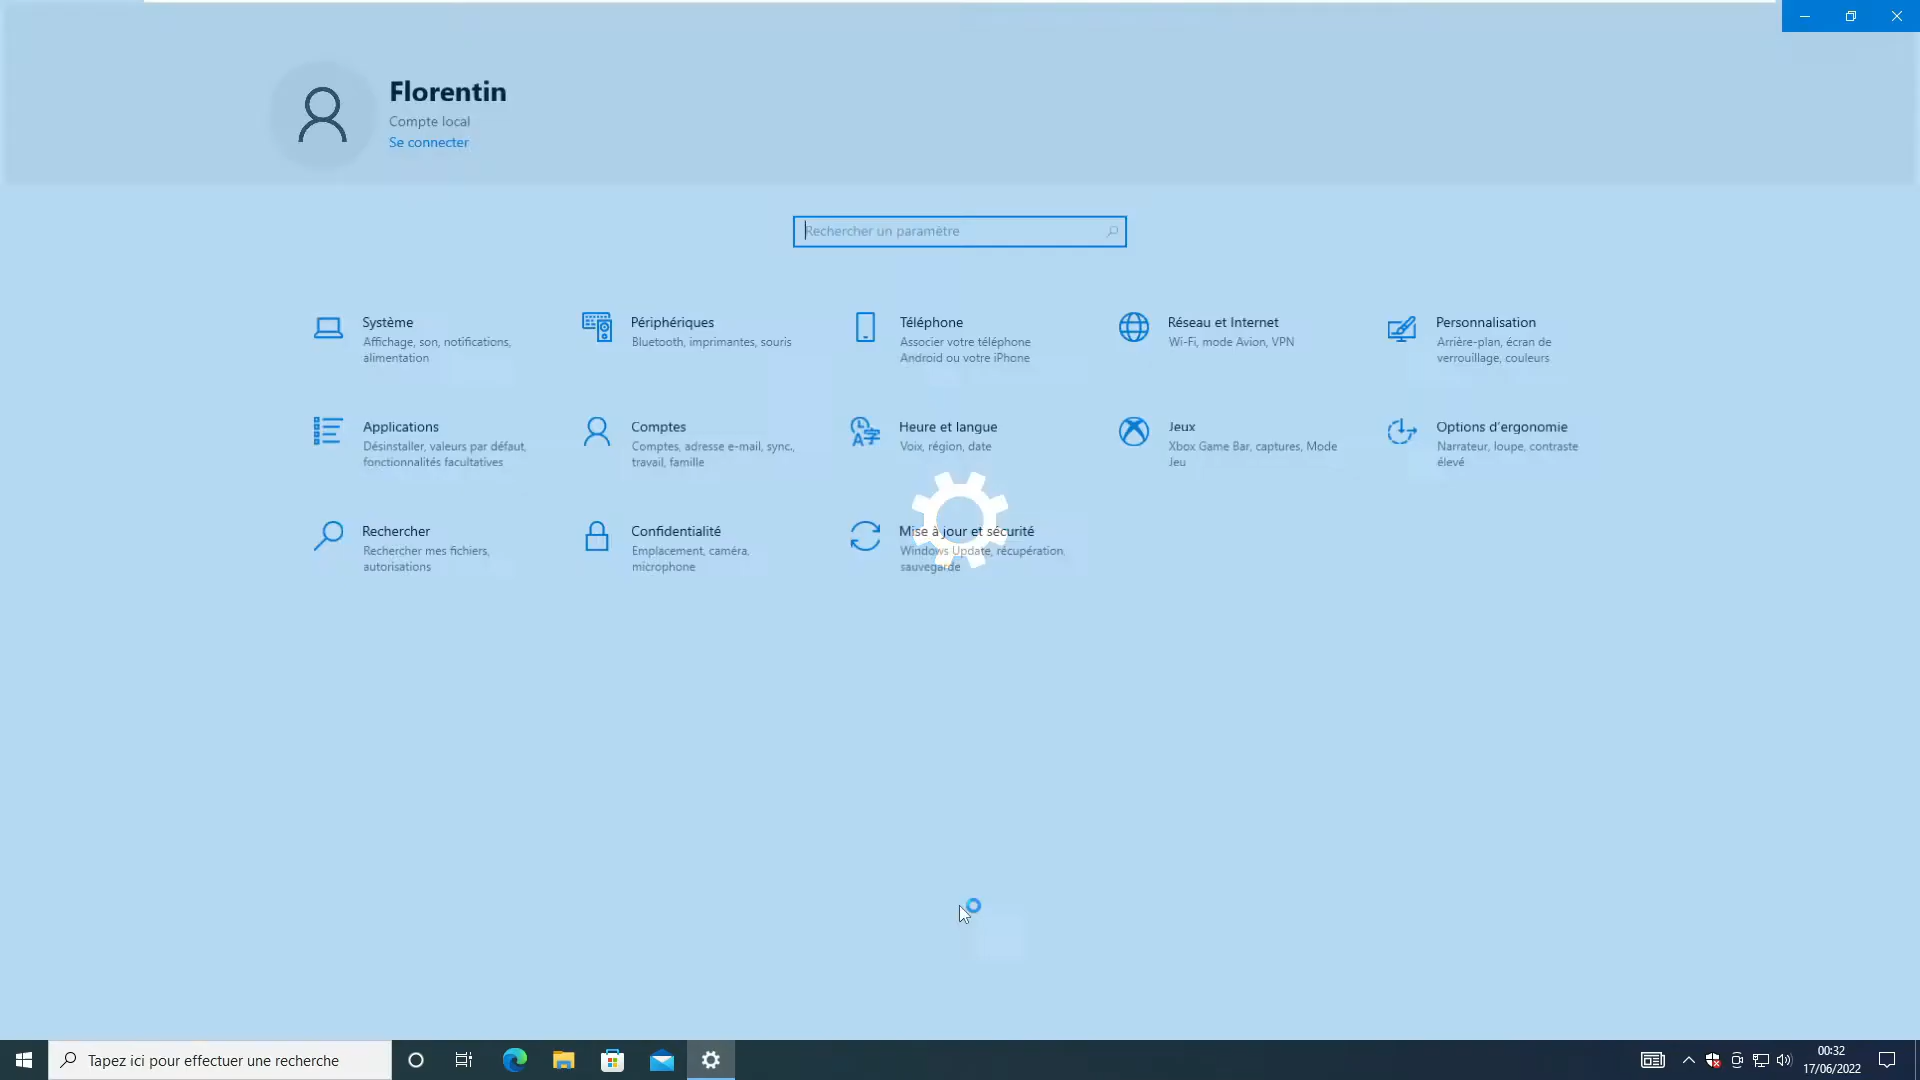 Florentin
Compte local
Se connecter
Rechercher un paramètre
Système
Affichage, son, notifications,
alimentation
Périphériques
Bluetooth, imprimantes, souris
Téléphone
Associer votre téléphone
Android ou votre iPhone
Réseau et Internet
Wi-Fi, mode Avion, VPN
Personnalisation
Arrière-plan, écran de
verrouillage, couleurs
Applications
Désinstaller, valeurs par défaut,
fonctionnalités facultatives
Comptes
Comptes, adresse e-mail, sync.,
travail, famille
Heure et langue
Voix, région, date
Jeux
Xbox Game Bar, captures, Mode
Jeu
Options d'ergonomie
Narrateur, loupe, contraste
élevé
Rechercher
Rechercher mes fichiers,
autorisations
Confidentialité
Emplacement, caméra,
microphone
Mise à jour et sécurité
Windows Update, récupération,
sauvegarde
Tapez ici pour effectuer une recherche
00:32
17/06/2022